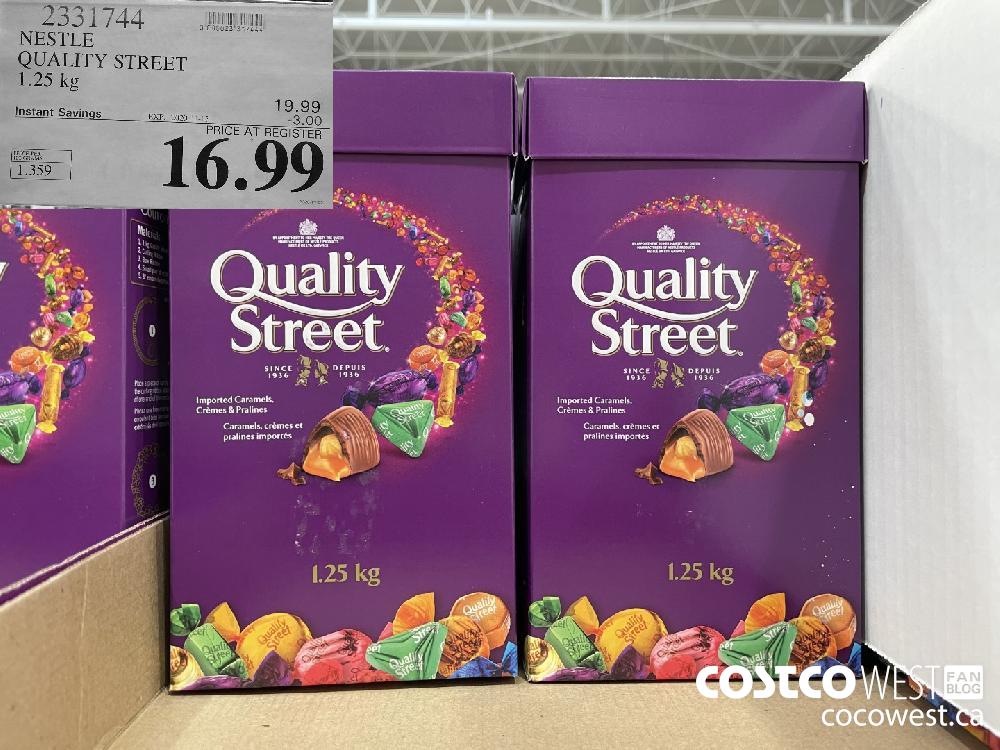 2331744
NESTLE
QUALITY STREET
1.25 kg
Instant Savings
19.99
-3.00
PRICE AT REGISTER
16.99
1.359
Quality
Street
SINCE DEPUIS
1936 1936
Imported Caramels,
Crèmes & Pralines
Caramels, crèmes et
pralines importés
1.25 kg
Quality
Street
SINCE DEPUIS
1936 1936
Imported Caramels,
Crèmes & Pralines
Caramels, crèmes et
pralines importés
1.25 kg
COSTCO WEST FAN
BLOG
cocowest.ca